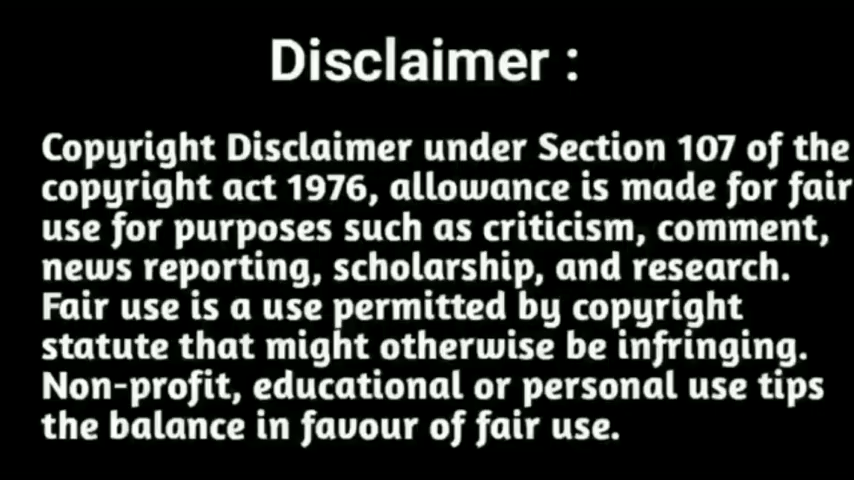 Disclaimer :
Copyright Disclaimer under Section 107 of the
copyright act 1976, allowance is made for fair
use for purposes such as criticism, comment,
news reporting, scholarship, and research.
Fair use is a use permitted by copyright
statute that might otherwise be infringing.
Non-profit, educational or personal use tips
the balance in favour of fair use.